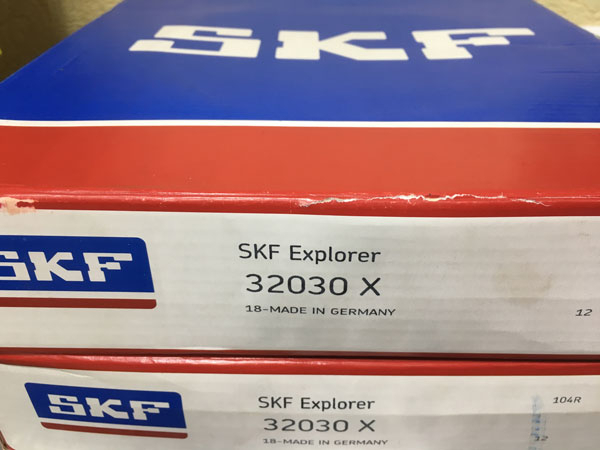 SKF
SKF
SKF Explorer
32030 X
18-MADE IN GERMANY
12
SKF
SKF Explorer
32030 X
18-MADE IN GERMANY
104R
12